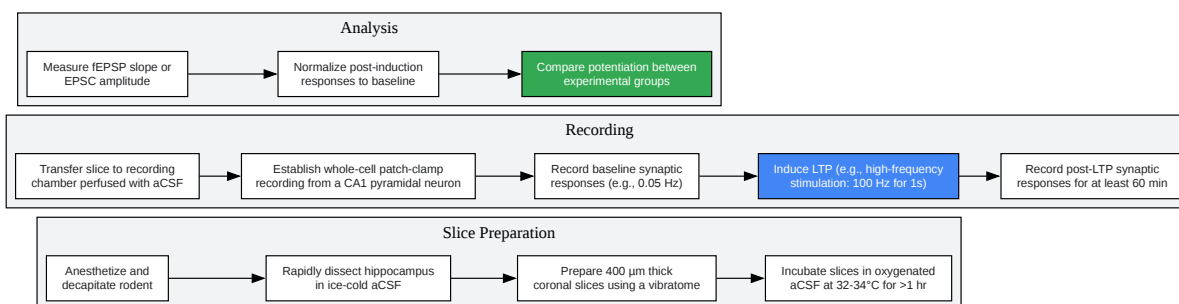 Analysis
Measure fEPSP slope or
EPSC amplitude
Normalize post-induction
responses to baseline
Compare potentiation between
experimental groups
Recording
Transfer slice to recording
chamber perfused with aCSF
Establish whole-cell patch-clamp
recording from a CA1 pyramidal neuron
Record baseline synaptic
responses (e.g., 0.05 Hz)
Induce LTP (e.g., high-frequency
stimulation: 100 Hz for 1s)
Record post-LTP synaptic
responses for at least 60 min
Slice Preparation
Anesthetize and
decapitate rodent
Rapidly dissect hippocampus
in ice-cold aCSF
Prepare 400 µm thick
coronal slices using a vibratome
Incubate slices in oxygenated
aCSF at 32-34°C for >1 hr